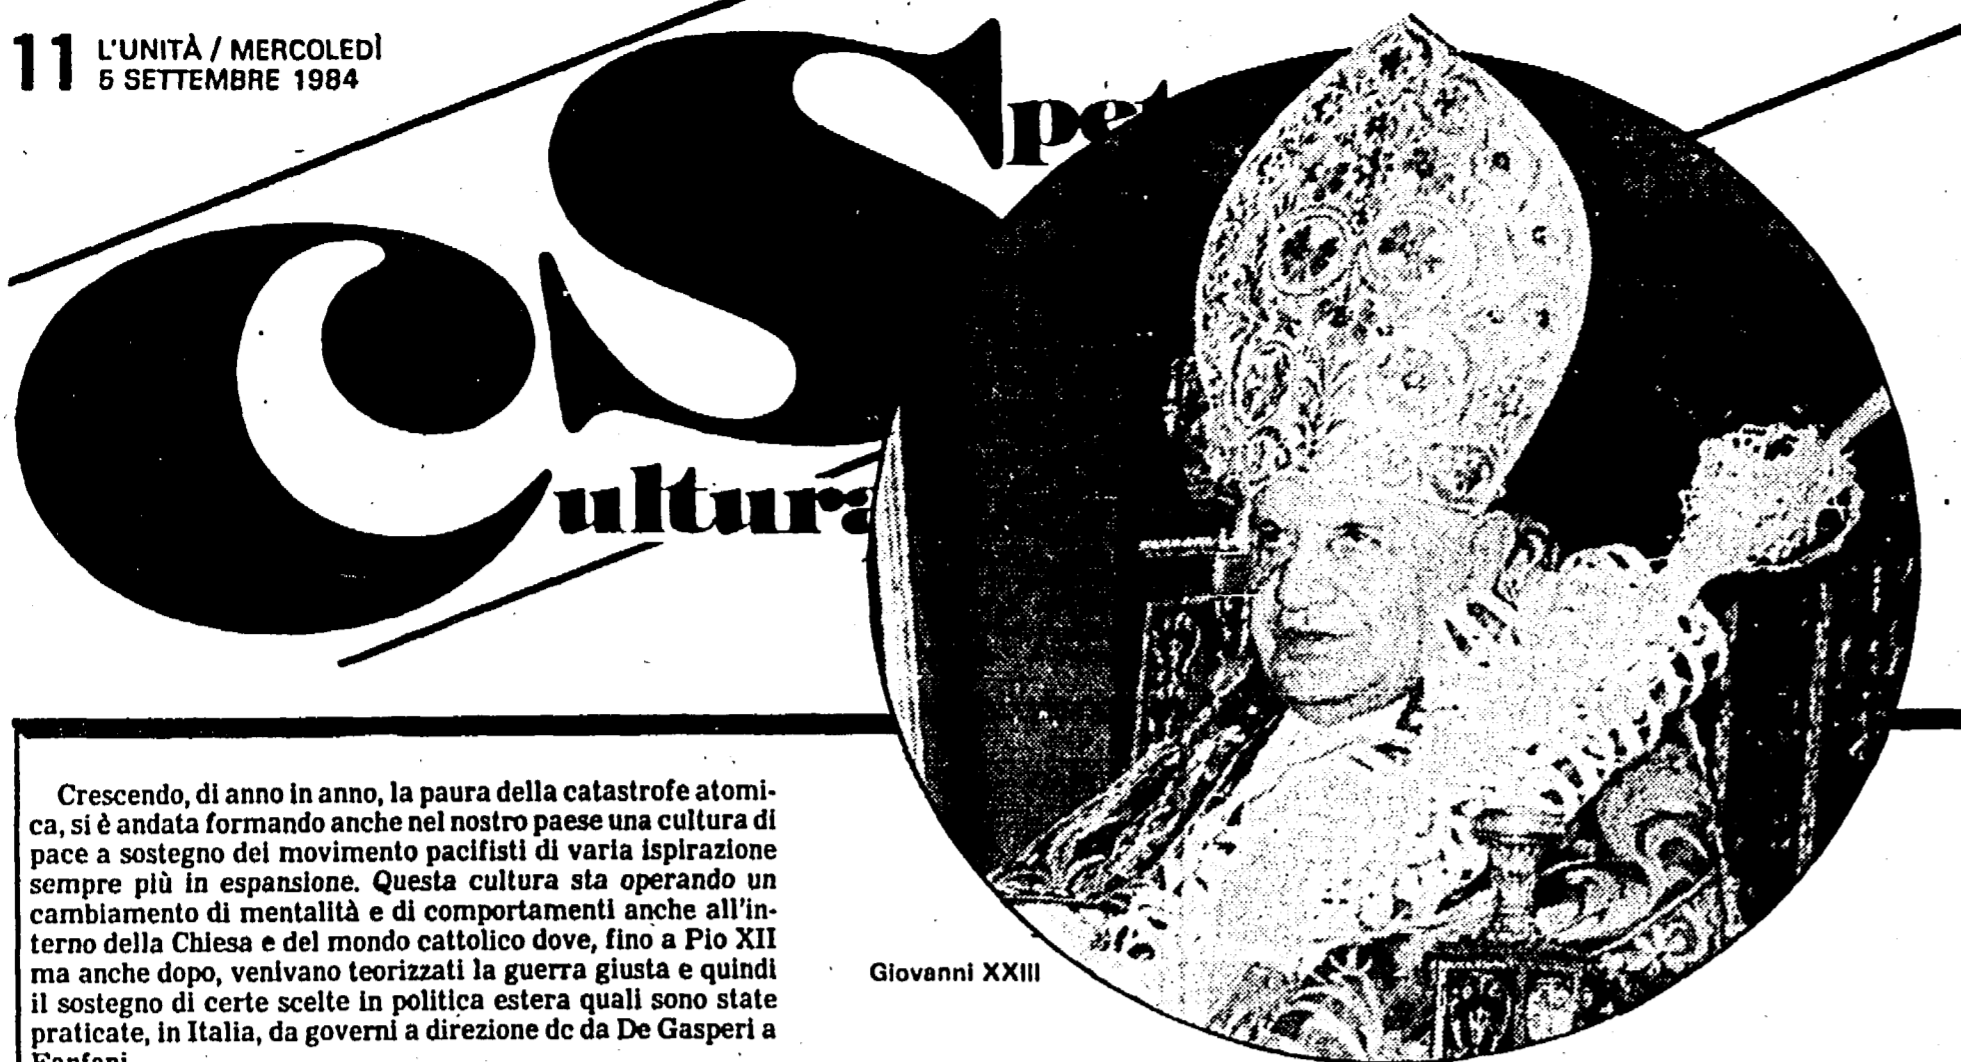 11 L'UNITÀ / MERCOLEDÌ
5 SETTEMBRE 1984
Spet
Cultura
Crescendo, di anno in anno, la paura della catastrofe atomi-
ca, si è andata formando anche nel nostro paese una cultura di
pace a sostegno dei movimento pacifisti di varia ispirazione
sempre più in espansione. Questa cultura sta operando un
cambiamento di mentalità e di comportamenti anche all'in-
terno della Chiesa e del mondo cattolico dove, fino a Pio XII
ma anche dopo, venivano teorizzati la guerra giusta e quindi
il sostegno di certe scelte in politica estera quali sono state
praticate, in Italia, da governi a direzione dc da De Gasperi a
Fanfani
Giovanni XXIII